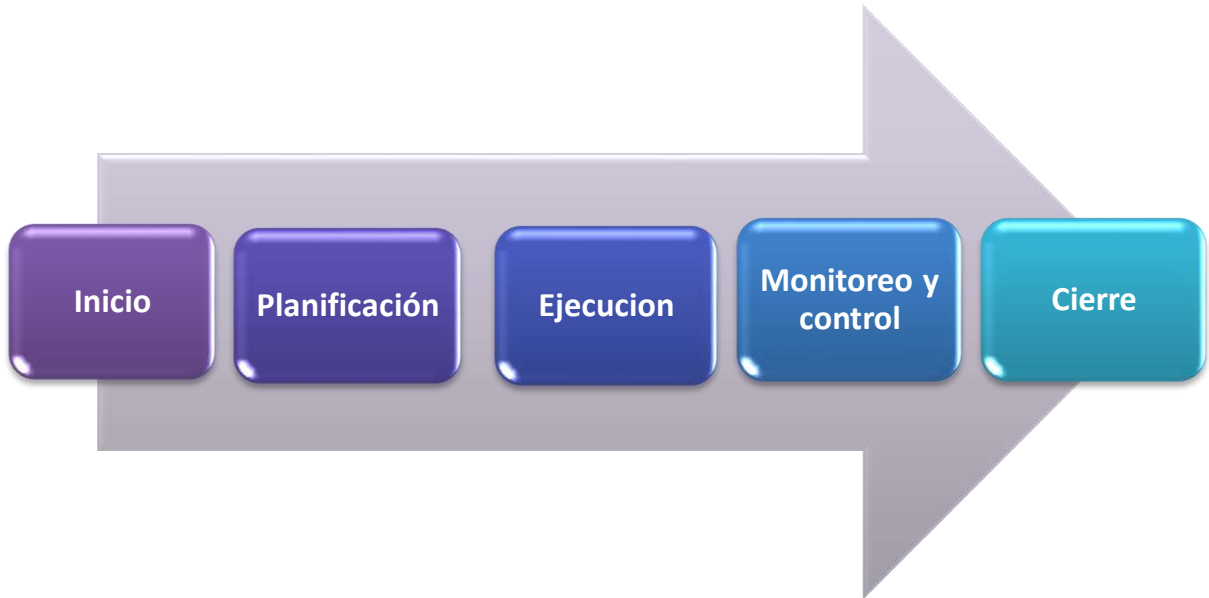 Inicio
Planificación
Ejecucion
Monitoreo y
control
Cierre